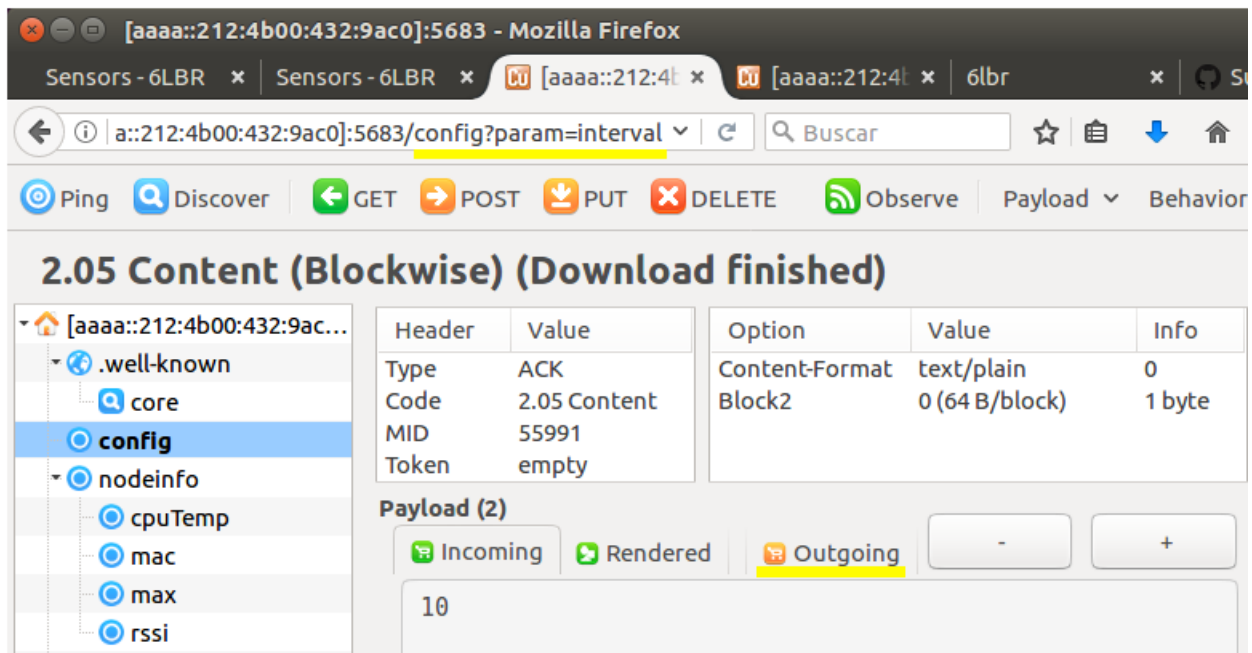 [aaaa::212:4b00:432:9ac0]:5683 - Mozilla Firefox
Sensors - 6LBR × Sensors - 6LBR × [aaaa::212:4b × [aaaa::212:4b × 6lbr × Su
a::212:4b00:432:9ac0]:5683/config?param=interval Buscar
Ping Discover GET POST PUT DELETE Observe Payload Behavior
2.05 Content (Blockwise) (Download finished)
[aaaa::212:4b00:432:9ac...
.well-known
core
config
nodeinfo
cpuTemp
mac
max
rssi
Header Value
Type ACK
Code 2.05 Content
MID 55991
Token empty
Option Value Info
Content-Format text/plain 0
Block2 0 (64 B/block) 1 byte
Payload (2)
Incoming Rendered Outgoing - +
10